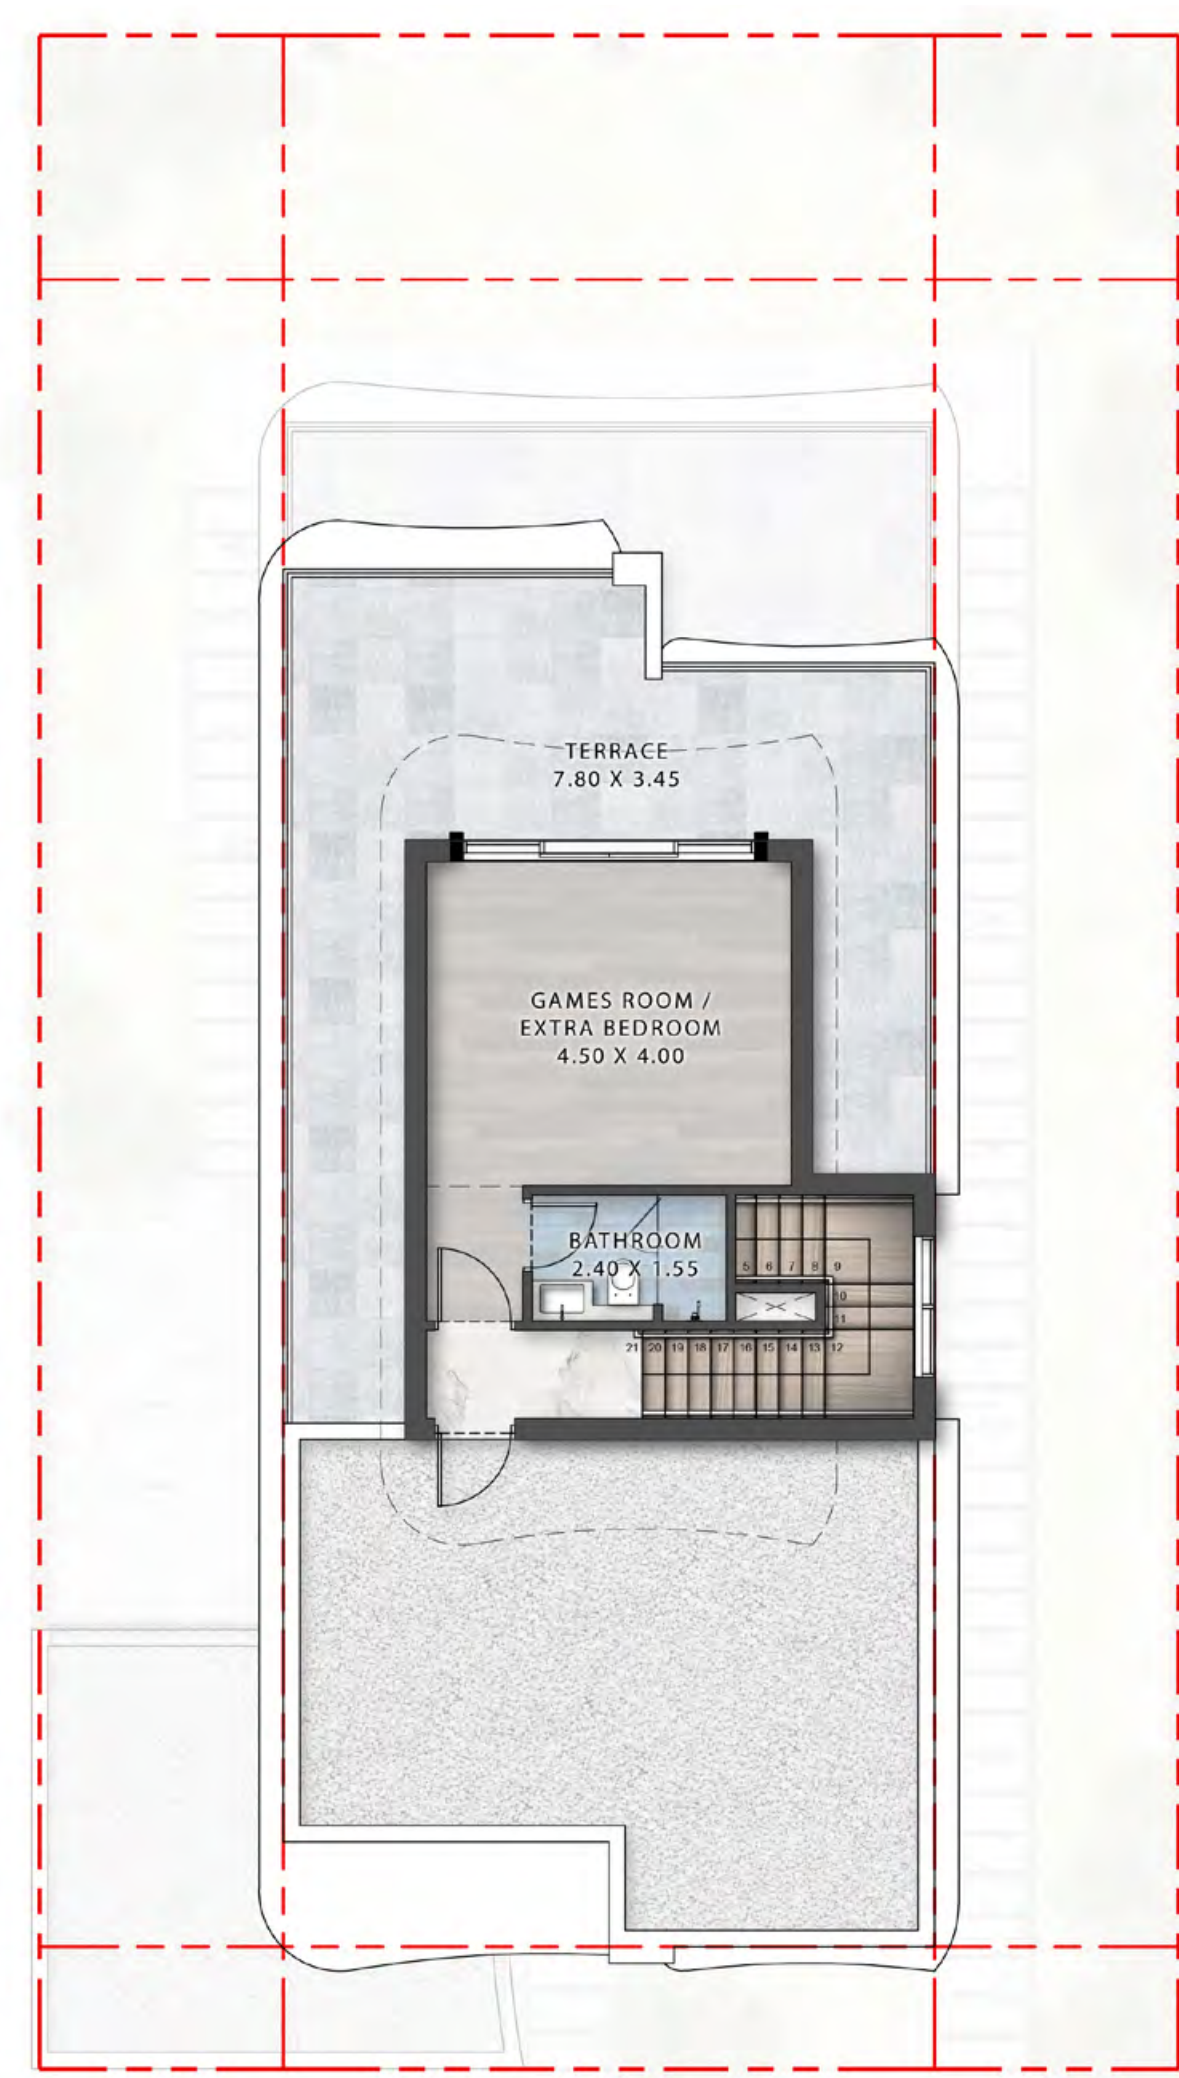 TERRACE
7.80 X 3.45
GAMES ROOM /
EXTRA BEDROOM
4.50 X 4.00
BATHROOM
2.40 X 1.55
5 6 7 8 9
10
11
21 20 19 18 17 16 15 14 13 12